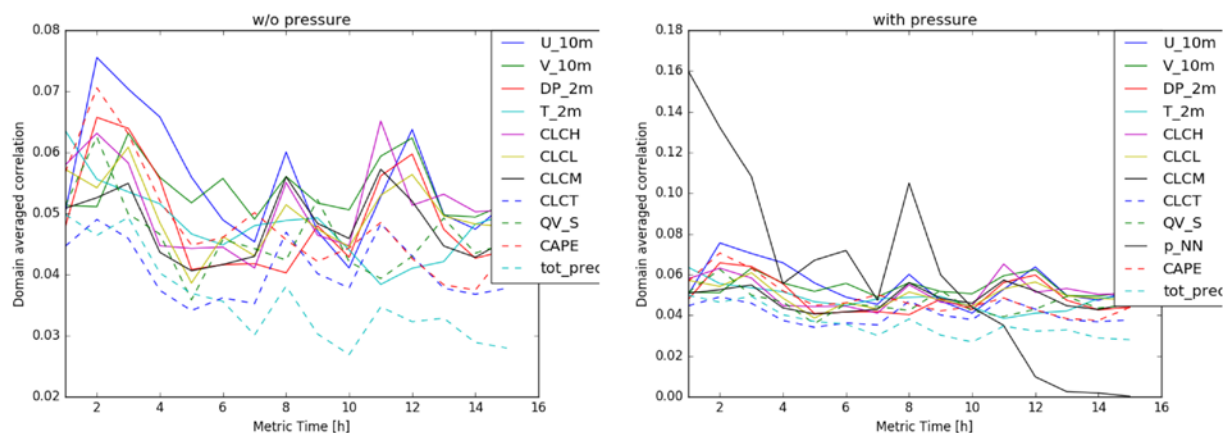 w/o pressure
0.08
0.07
0.06
0.05
0.04
0.03
0.02
Domain averaged correlation
2 4 6 8 10 12 14 16
Metric Time [h]
U_10m
V_10m
DP_2m
T_2m
CLCH
CLCL
CLCM
CLCT
QV_S
CAPE
tot_prec
with pressure
0.18
0.16
0.14
0.12
0.10
0.08
0.06
0.04
0.02
0.00
Domain averaged correlation
2 4 6 8 10 12 14 16
Metric Time [h]
U_10m
V_10m
DP_2m
T_2m
CLCH
CLCL
CLCM
CLCT
QV_S
p_NN
CAPE
tot_prec